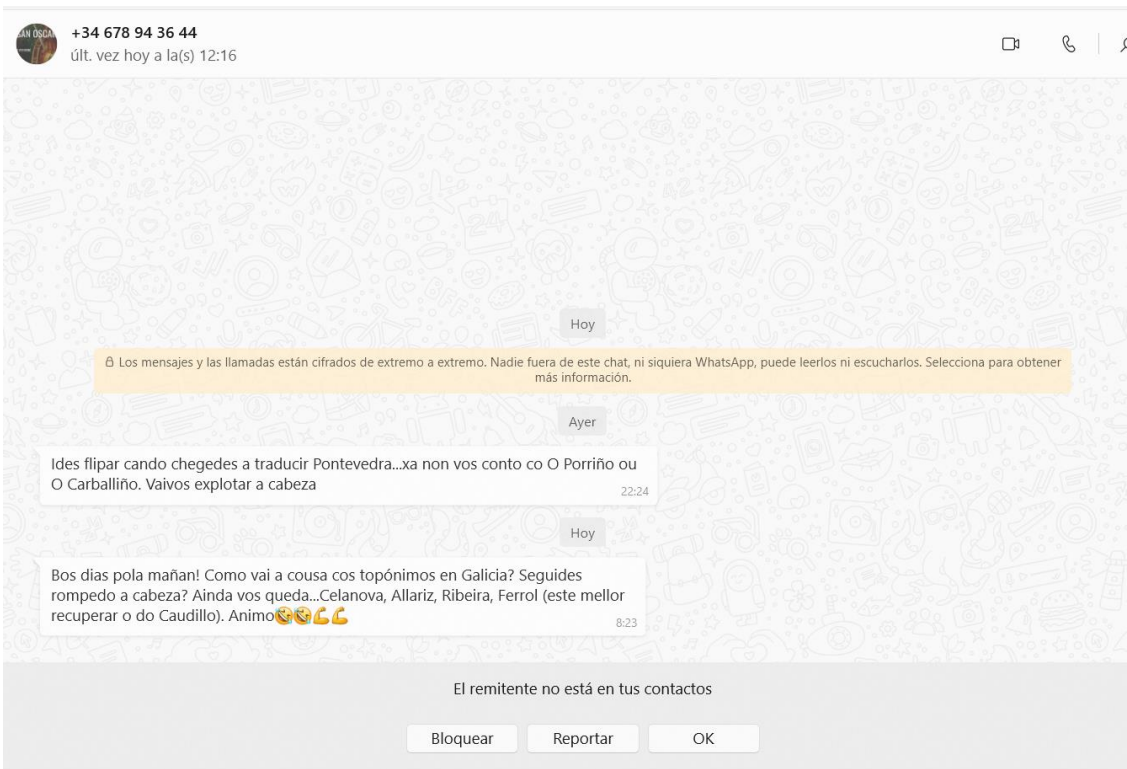 SAN OSCAR
+34 678 94 36 44
últ. vez hoy a la(s) 12:16
Hoy
Los mensajes y las llamadas están cifrados de extremo a extremo. Nadie fuera de este chat, ni siquiera WhatsApp, puede leerlos ni escucharlos. Selecciona para obtener
más información.
Ayer
Ides flipar cando chegedes a traducir Pontevedra...xa non vos conto co O Porriño ou
O Carballiño. Vaivos explotar a cabeza
22:24
Hoy
Bos dias pola mañan! Como vai a cousa cos topónimos en Galicia? Seguides
rompedo a cabeza? Ainda vos queda...Celanova, Allariz, Ribeira, Ferrol (este mellor
recuperar o do Caudillo). Animo🤣🤣💪💪
8:23
El remitente no está en tus contactos
Bloquear Reportar OK